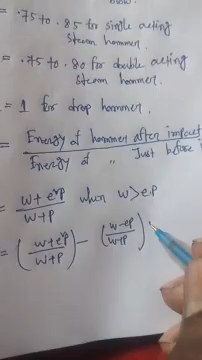 = .75 to .85 for single acting
steam hammer.
= .75 to .80 for double acting
steam hammer.
= 1 for drop hammer.
= Energy of hammer after impact
Energy of " Just before
= W + e²P / W+P when W > eP
= (W + e²P / W+P) - (W - eP / W+P)